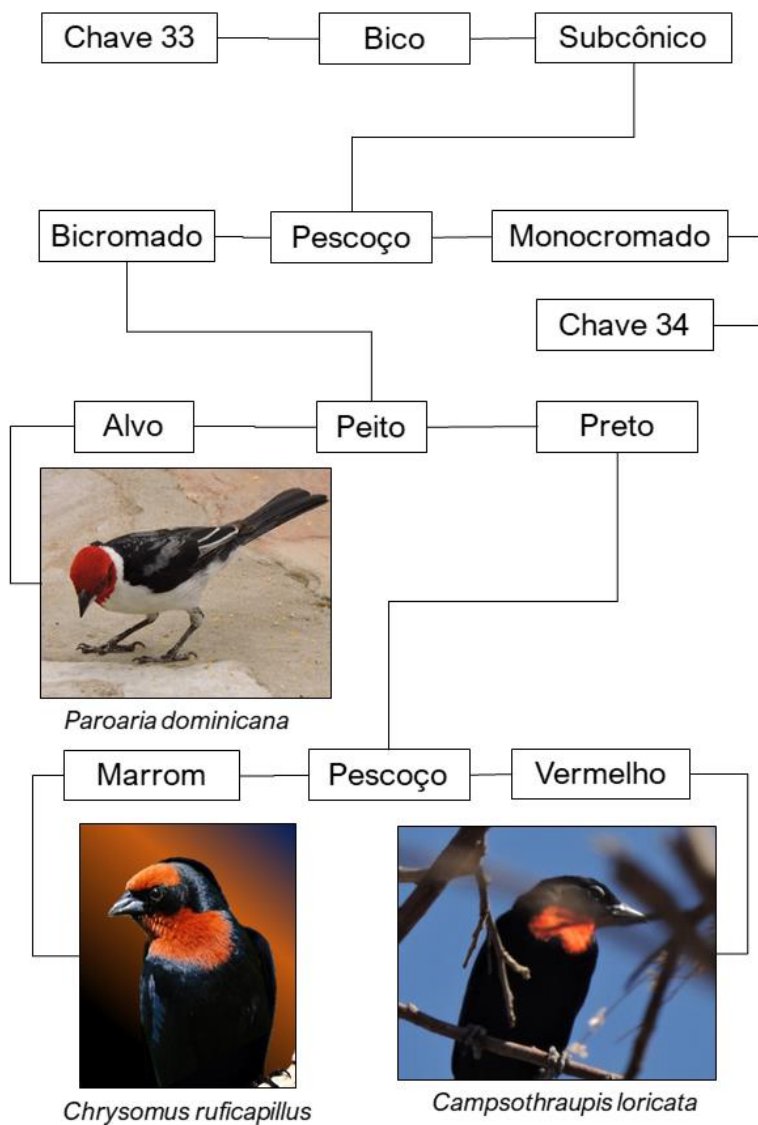 Chave 33
Bico
Subcônico
Bicromado
Pescoço
Monocromado
Chave 34
Alvo
Peito
Preto
Paroaria dominicana
Marrom
Pescoço
Vermelho
Chrysomus ruficapillus
Campsothraupis loricata